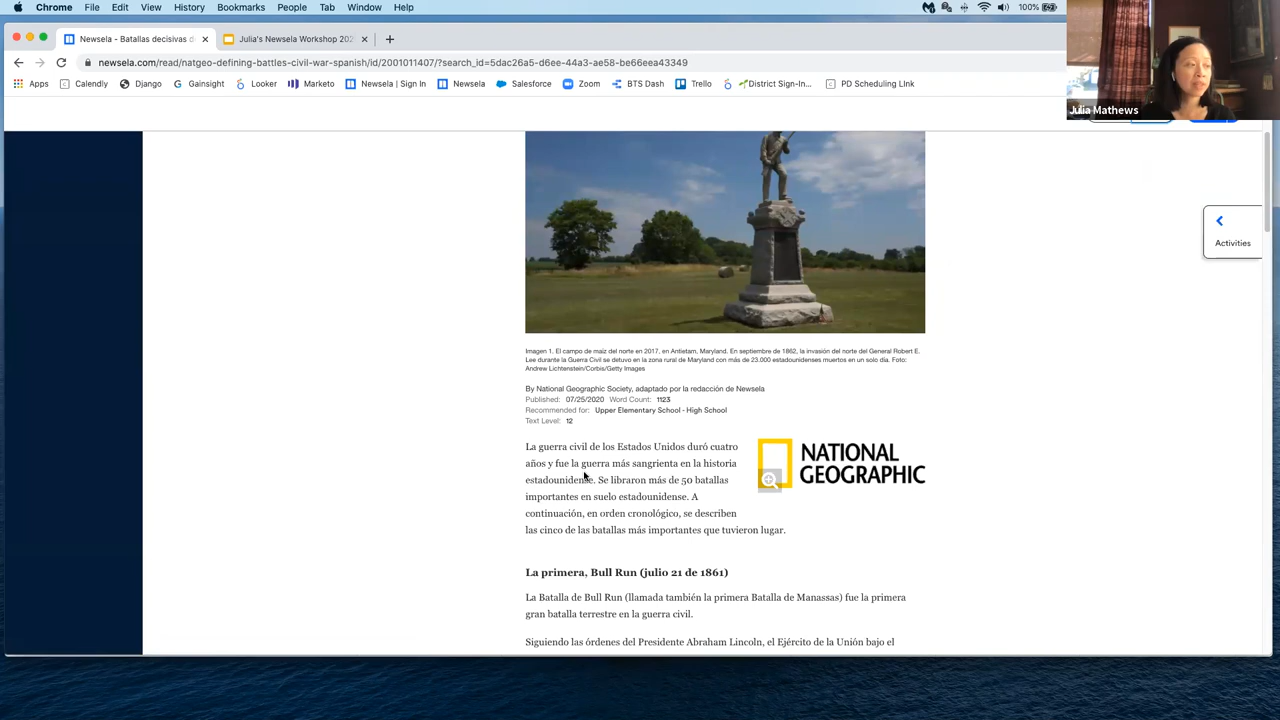 Chrome File Edit View History Bookmarks People Tab Window Help 100%
Newsela - Batallas decisivas d
Julia's Newsela Workshop 202
newsela.com/read/natgeo-defining-battles-civil-war-spanish/id/2001011407/?search_id=5dac26a5-d6ee-44a3-ae58-be66eea43349
Apps Calendly Django Gainsight Looker Marketo Newsela | Sign In Newsela Salesforce Zoom BTS Dash Trello District Sign-In... PD Scheduling LInk
Julia Mathews
Activities
Imagen 1. El campo de maíz del norte en 2017, en Antietam, Maryland. En septiembre de 1862, la invasión del norte del General Robert E.
Lee durante la Guerra Civil se detuvo en la zona rural de Maryland con más de 23.000 estadounidenses muertos en un solo día. Foto:
Andrew Lichtenstein/Corbis/Getty Images
By National Geographic Society, adaptado por la redacción de Newsela
Published: 07/25/2020 Word Count: 1123
Recommended for: Upper Elementary School - High School
Text Level: 12
La guerra civil de los Estados Unidos duró cuatro
años y fue la guerra más sangrienta en la historia
estadounidense. Se libraron más de 50 batallas
importantes en suelo estadounidense. A
continuación, en orden cronológico, se describen
las cinco de las batallas más importantes que tuvieron lugar.
NATIONAL
GEOGRAPHIC
La primera, Bull Run (julio 21 de 1861)
La Batalla de Bull Run (llamada también la primera Batalla de Manassas) fue la primera
gran batalla terrestre en la guerra civil.
Siguiendo las órdenes del Presidente Abraham Lincoln, el Ejército de la Unión bajo el